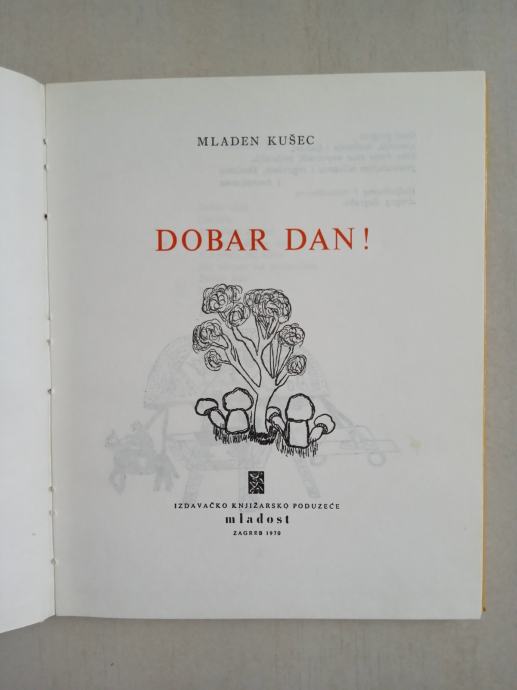 MLADEN KUŠEC
DOBAR DAN!
IZDAVAČKO KNJIŽARSKO PODUZEĆE
mladost
ZAGREB 1970